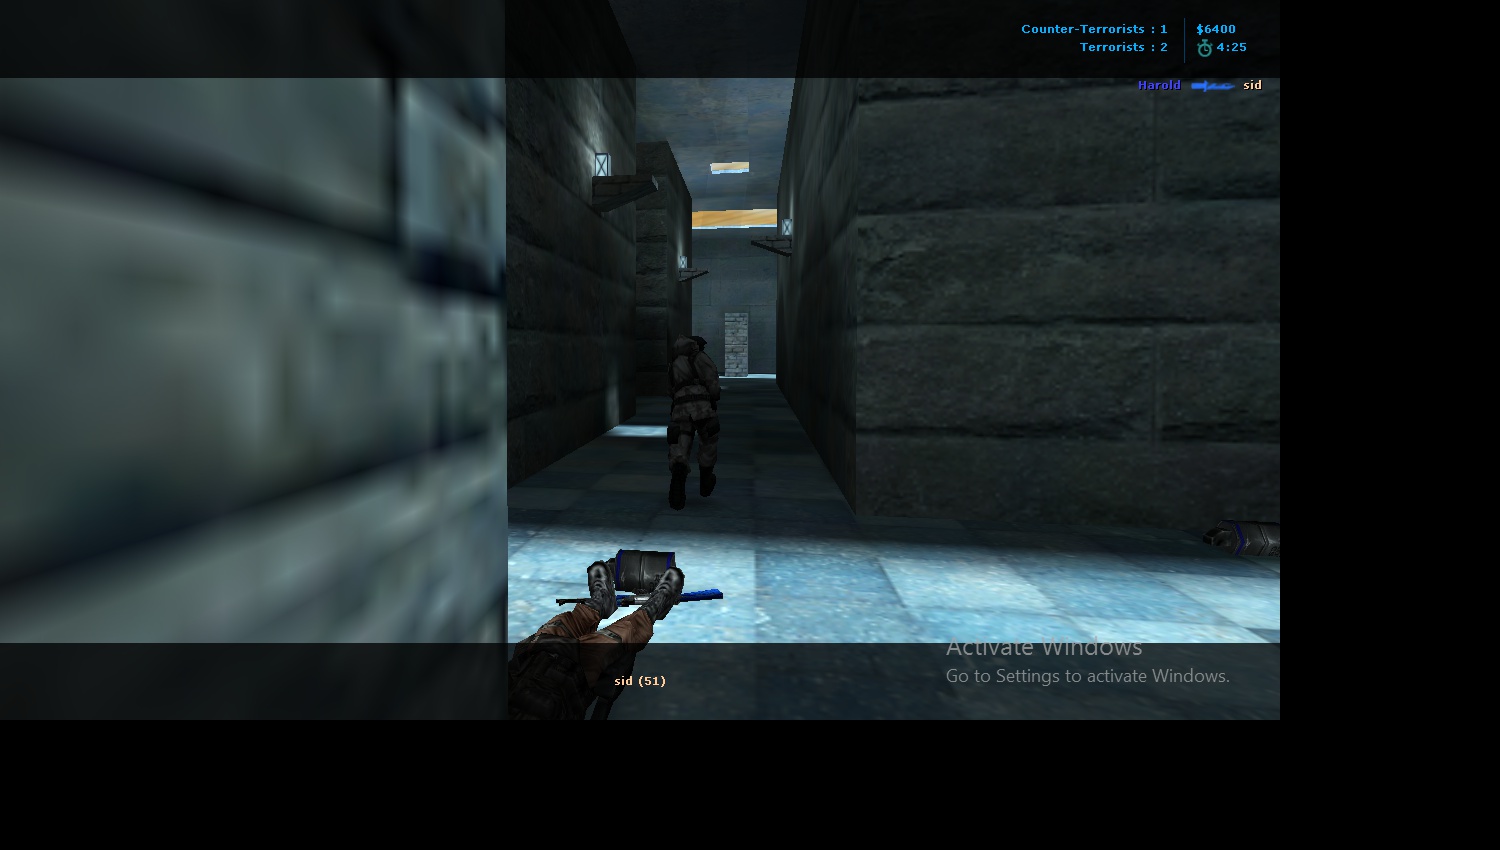 Counter-Terrorists : 1 $6400
Terrorists : 2 4:25
Harold sid
Activate Windows
Go to Settings to activate Windows.
sid (51)